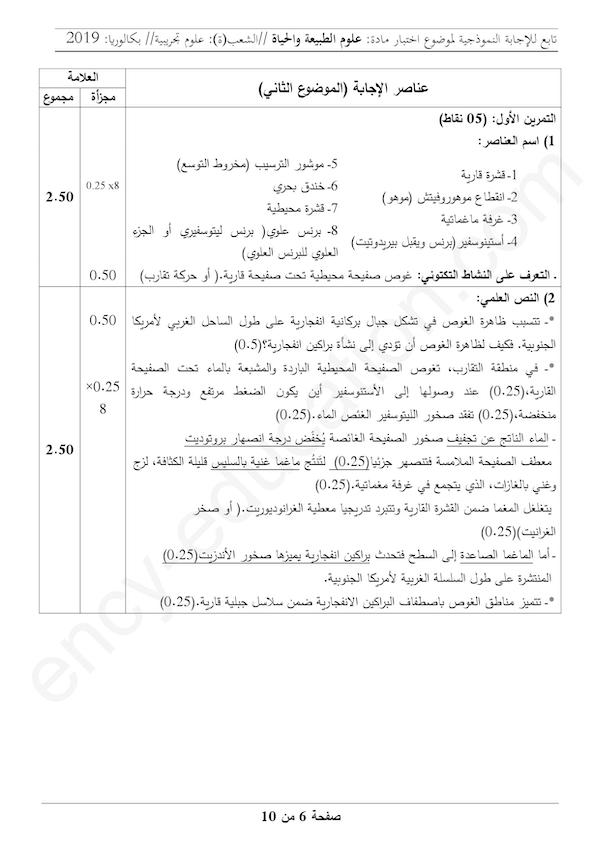 تابع للإجابة النموذجية لموضوع اختبار مادة: علوم الطبيعة والحياة //الشعب(ة): علوم تجريبية// بكالوريا: 2019
عناصر الإجابة (الموضوع الثاني)
العلامة
مجزأة
مجموع
التمرين الأول: (05 نقاط)
1) اسم العناصر:
1- قشرة قارية
2- انقطاع موهوروفيتش (موهو)
3- غرفة ماغماتية
4- أستينوسفير(برنس ويقبل بيريدوتيت)
5- موشور الترسيب (مخروط التوسع)
6- خندق بحري
7- قشرة محيطية
8- برنس علوي( برنس ليتوسفيري أو الجزء
العلوي للبرنس العلوي)
0.25 x8
2.50
. التعرف على النشاط التكتوني: غوص صفيحة محيطية تحت صفيحة قارية.( أو حركة تقارب)
0.50
2) النص العلمي:
*- تتسبب ظاهرة الغوص في تشكل جبال بركانية انفجارية على طول الساحل الغربي لأمريكا
الجنوبية. فكيف لظاهرة الغوص أن تؤدي إلى نشأة براكين انفجارية؟(0.5)
0.50
*- في منطقة التقارب، تغوص الصفيحة المحيطية الباردة والمشبعة بالماء تحت الصفيحة
القارية،(0.25) عند وصولها إلى الأستنوسفير أين يكون الضغط مرتفع ودرجة حرارة
منخفضة،(0.25) تفقد صخور الليتوسفير الغئص الماء.(0.25)
×0.25
8
- الماء الناتج عن تجفيف صخور الصفيحة الغائصة يُخفّض درجة انصهار بروتوديت
معطف الصفيحة الملامسة فتنصهر جزئيا(0.25) لتُنتُج ماغما غنية بالسليس قليلة الكثافة، لزج
وغني بالغازات، الذي يتجمع في غرفة مغماتية.(0.25)
2.50
يتغلغل المغما ضمن القشرة القارية وتتبرد تدريجيا معطية الغرانوديوريت.( أو صخر
الغرانيت)(0.25)
- أما الماغما الصاعدة إلى السطح فتحدث براكين انفجارية يميزها صخور الأندزيت(0.25)
المنتشرة على طول السلسلة الغربية لأمريكا الجنوبية.
*- تتميز مناطق الغوص باصطفاف البراكين الانفجارية ضمن سلاسل جبلية قارية.(0.25)
ency-education.com
صفحة 6 من 10